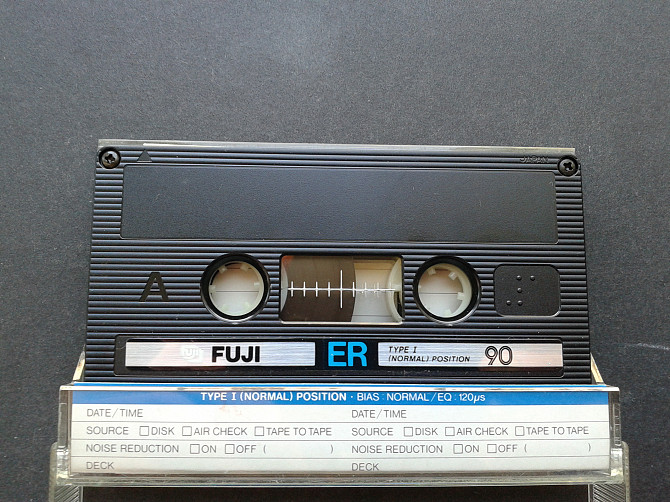 A
FUJI ER TYPE I
(NORMAL) POSITION 90
TYPE I (NORMAL) POSITION · BIAS : NORMAL / EQ : 120µs
DATE/TIME DATE/TIME
SOURCE □DISK □AIR CHECK □TAPE TO TAPE SOURCE □DISK □AIR CHECK □TAPE TO TAPE
NOISE REDUCTION □ON □OFF ( ) NOISE REDUCTION □ON □OFF ( )
DECK DECK